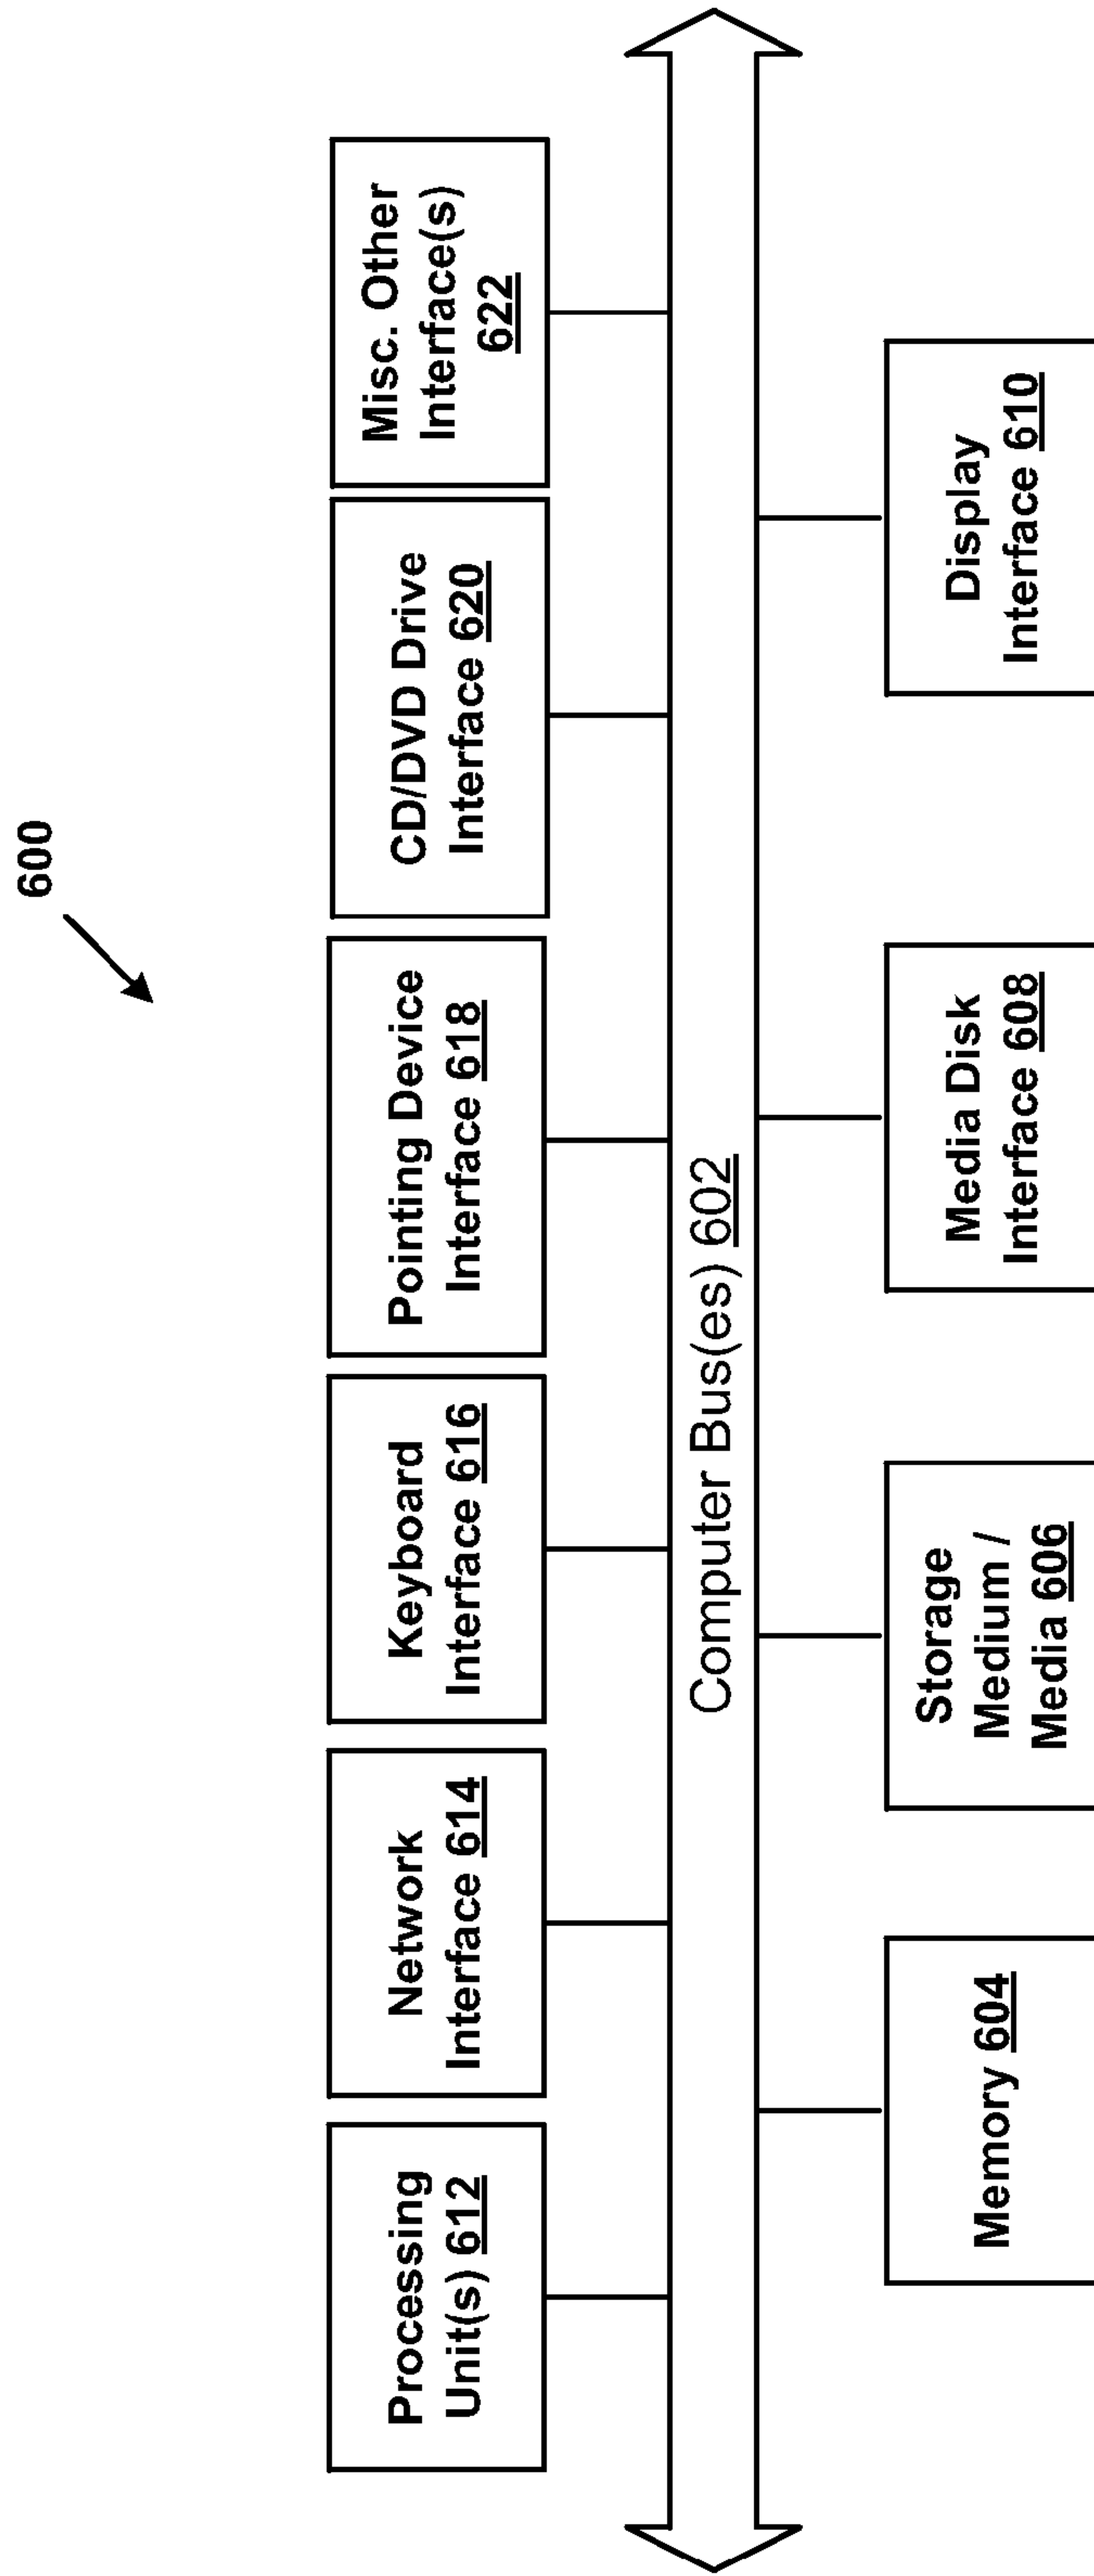 600
Processing
Unit(s) 612
Network
Interface 614
Keyboard
Interface 616
Pointing Device
Interface 618
CD/DVD Drive
Interface 620
Misc. Other
Interface(s)
622
Computer Bus(es) 602
Memory 604
Storage
Medium /
Media 606
Media Disk
Interface 608
Display
Interface 610